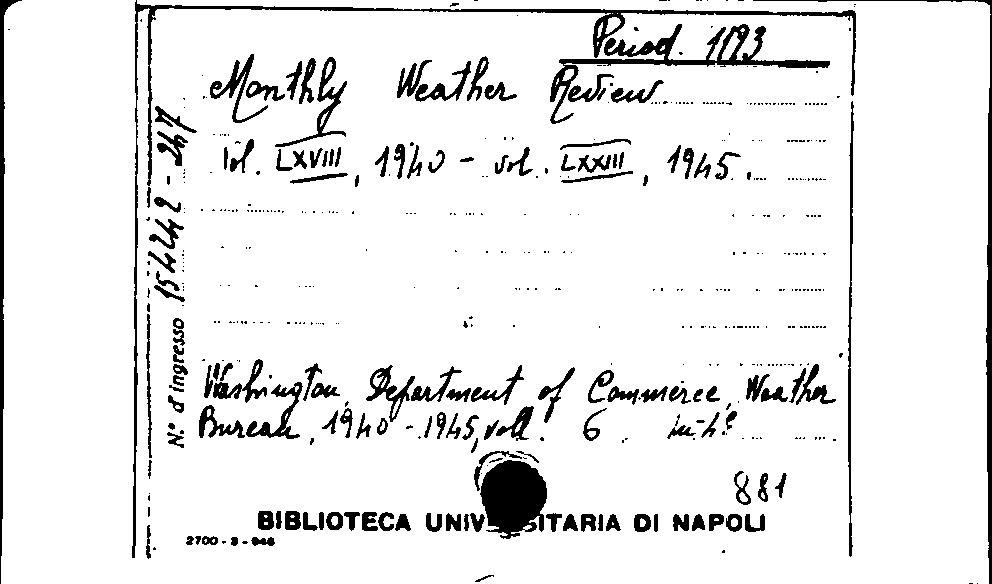 Period. 1193
Monthly Weather Review
vol. LXVIII, 1940 - vol. LXXIII, 1945.
N.° d'ingresso 154242 - 247
Washington, Department of Commerce, Weather
Bureau, 1940 - 1945, voll. 6. in-4°
881
BIBLIOTECA UNIV SITARIA DI NAPOLI
2700 - 3 - 946